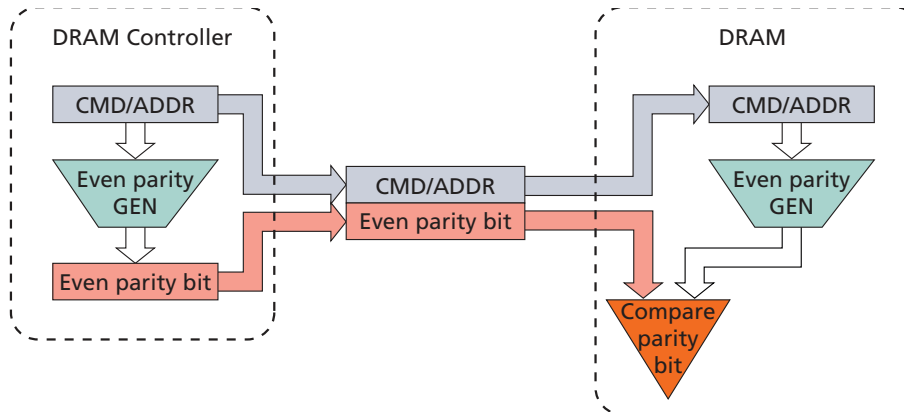 DRAM Controller
CMD/ADDR
Even parity
GEN
Even parity bit
CMD/ADDR
Even parity bit
DRAM
CMD/ADDR
Even parity
GEN
Compare
parity
bit